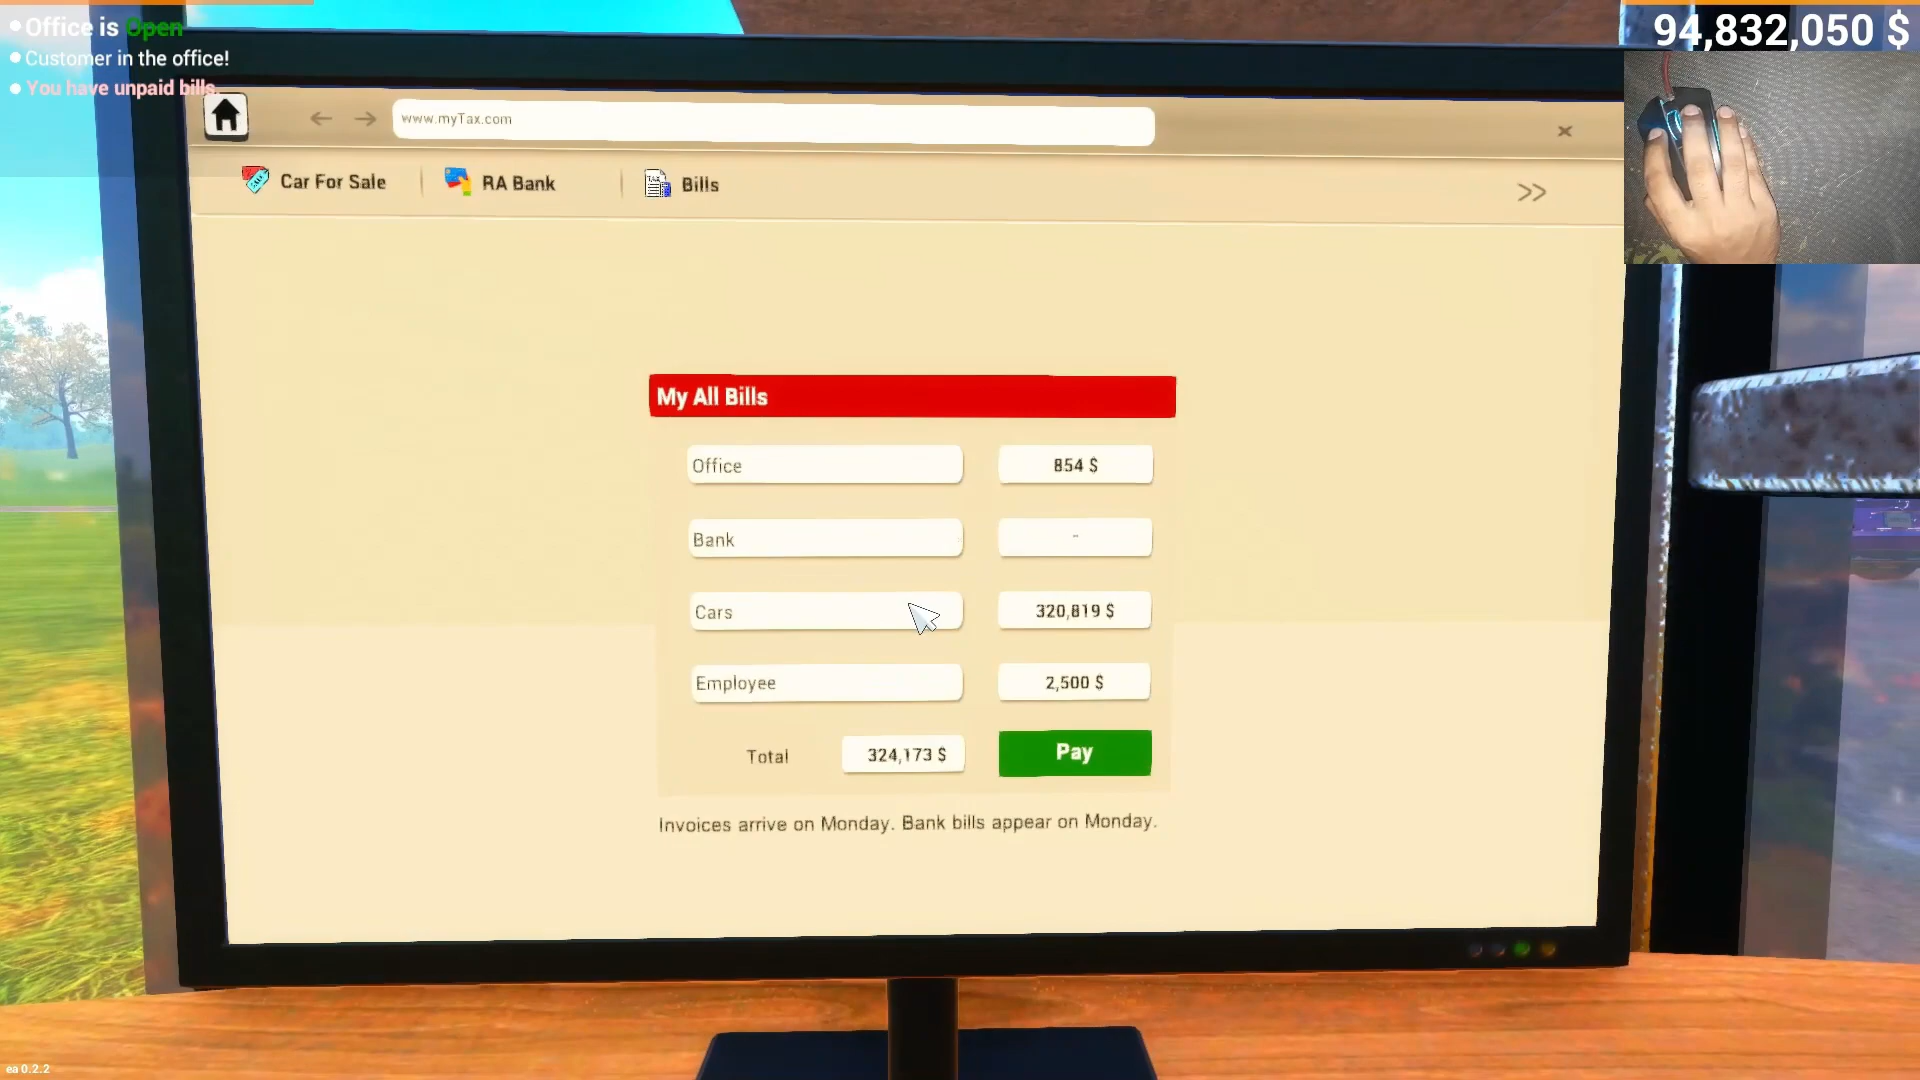 Office is Open
Customer in the office!
You have unpaid bills.
94,832,050 $
www.myTax.com
Car For Sale
RA Bank
TAX
Bills
My All Bills
Office
854 $
Bank
-
Cars
320,819 $
Employee
2,500 $
Total
324,173 $
Pay
Invoices arrive on Monday. Bank bills appear on Monday.
ea 0.2.2